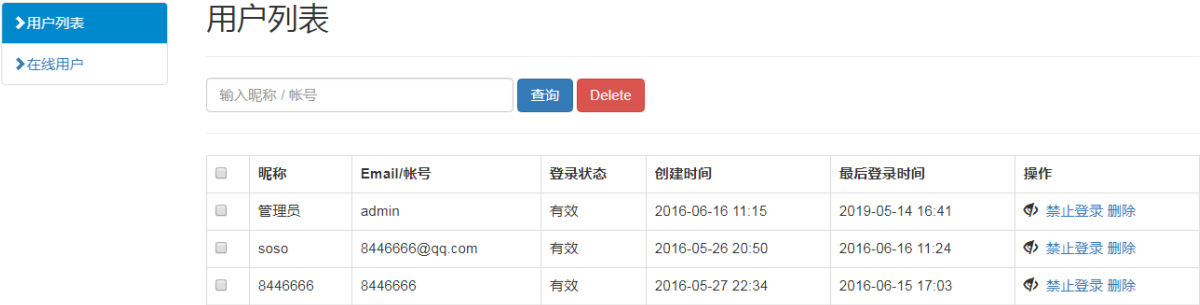 用户列表
在线用户
用户列表
输入昵称 / 帐号 查询 Delete
昵称 Email/帐号 登录状态 创建时间 最后登录时间 操作
管理员 admin 有效 2016-06-16 11:15 2019-05-14 16:41 禁止登录 删除
soso 8446666@qq.com 有效 2016-05-26 20:50 2016-06-16 11:24 禁止登录 删除
8446666 8446666 有效 2016-05-27 22:34 2016-06-15 17:03 禁止登录 删除